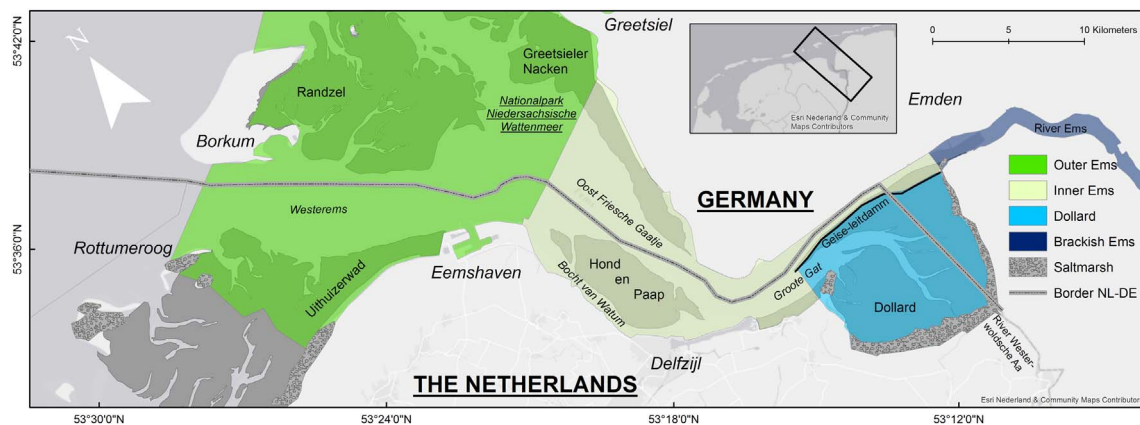 Greetsiel
53°42'0"N
N
Greetsieler
Nacken
Randzel
Nationalpark
Niedersächsische
Wattenmeer
Borkum
0 5 10 Kilometers
Esri Nederland & Community
Maps Contributors
Emden
River Ems
Outer Ems
Inner Ems
Dollard
Brackish Ems
Saltmarsh
Border NL-DE
GERMANY
Oost Friesche Gaatje
Westerems
Geise-leitdamm
Rottumeroog
53°36'0"N
Uithuizerwad
Eemshaven
Hond
en
Paap
Bocht van Watum
Groote Gat
Dollard
River Wester-
woldsche Aa
Delfzijl
THE NETHERLANDS
Esri Nederland & Community Maps Contributors
53°30'0"N
53°24'0"N
53°18'0"N
53°12'0"N